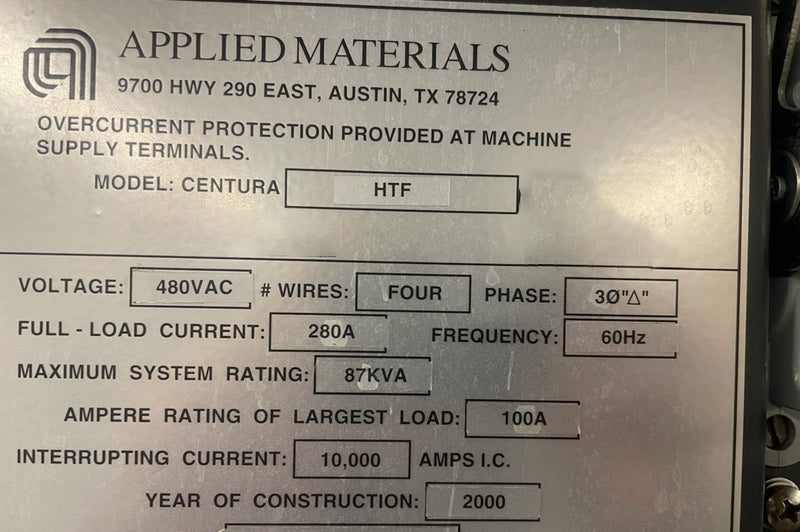 APPLIED MATERIALS
9700 HWY 290 EAST, AUSTIN, TX 78724
OVERCURRENT PROTECTION PROVIDED AT MACHINE
SUPPLY TERMINALS.
MODEL: CENTURA HTF
VOLTAGE: 480VAC # WIRES: FOUR PHASE: 3Ø"Δ"
FULL - LOAD CURRENT: 280A FREQUENCY: 60Hz
MAXIMUM SYSTEM RATING: 87KVA
AMPERE RATING OF LARGEST LOAD: 100A
INTERRUPTING CURRENT: 10,000 AMPS I.C.
YEAR OF CONSTRUCTION: 2000